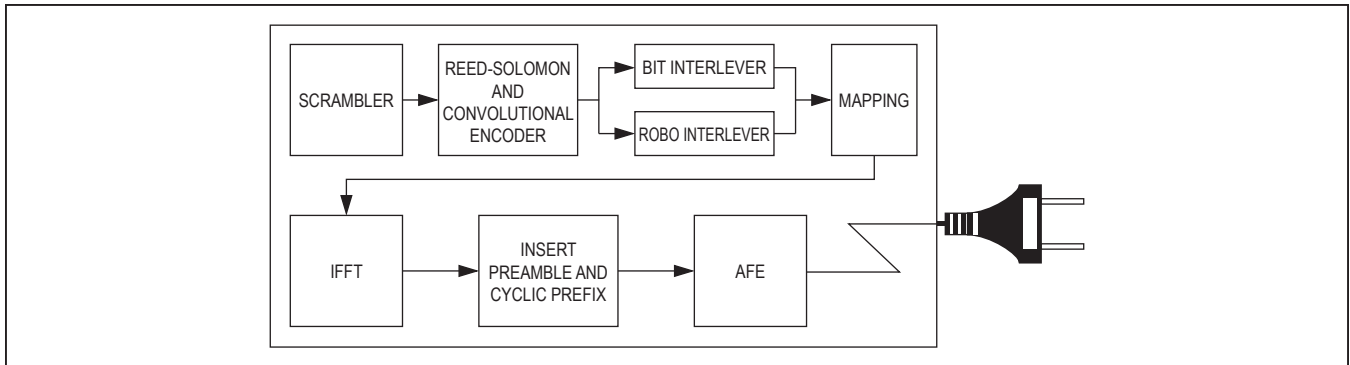 SCRAMBLER
REED-SOLOMON
AND
CONVOLUTIONAL
ENCODER
BIT INTERLEVER
ROBO INTERLEVER
MAPPING
IFFT
INSERT
PREAMBLE AND
CYCLIC PREFIX
AFE